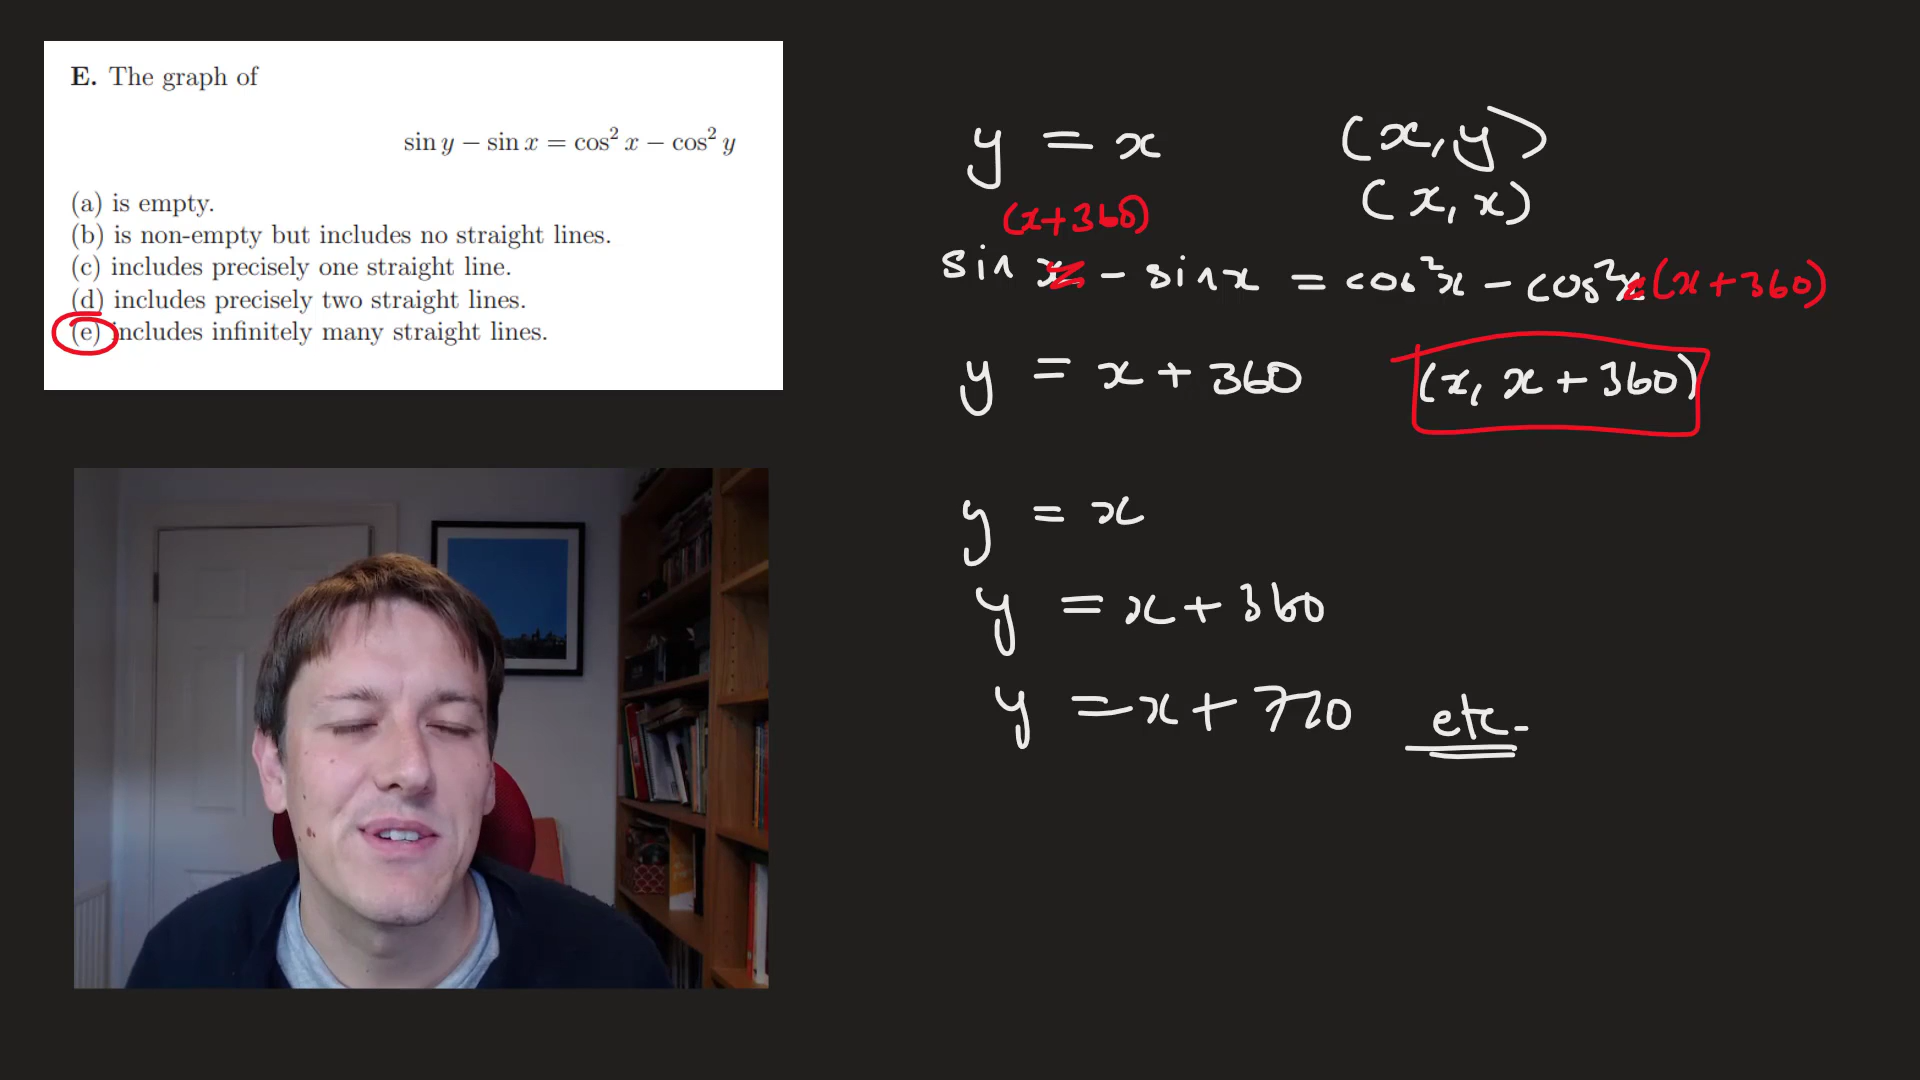 E. The graph of
sin y − sin x = cos² x − cos² y
(a) is empty.
(b) is non-empty but includes no straight lines.
(c) includes precisely one straight line.
(d) includes precisely two straight lines.
(e) includes infinitely many straight lines.
y = x (x, y)
(x, x)
(x+360)
sin x − sin x = cos²x − cos²x (x+360)
y = x + 360 (x, x + 360)
y = x
y = x + 360
y = x + 720 etc.